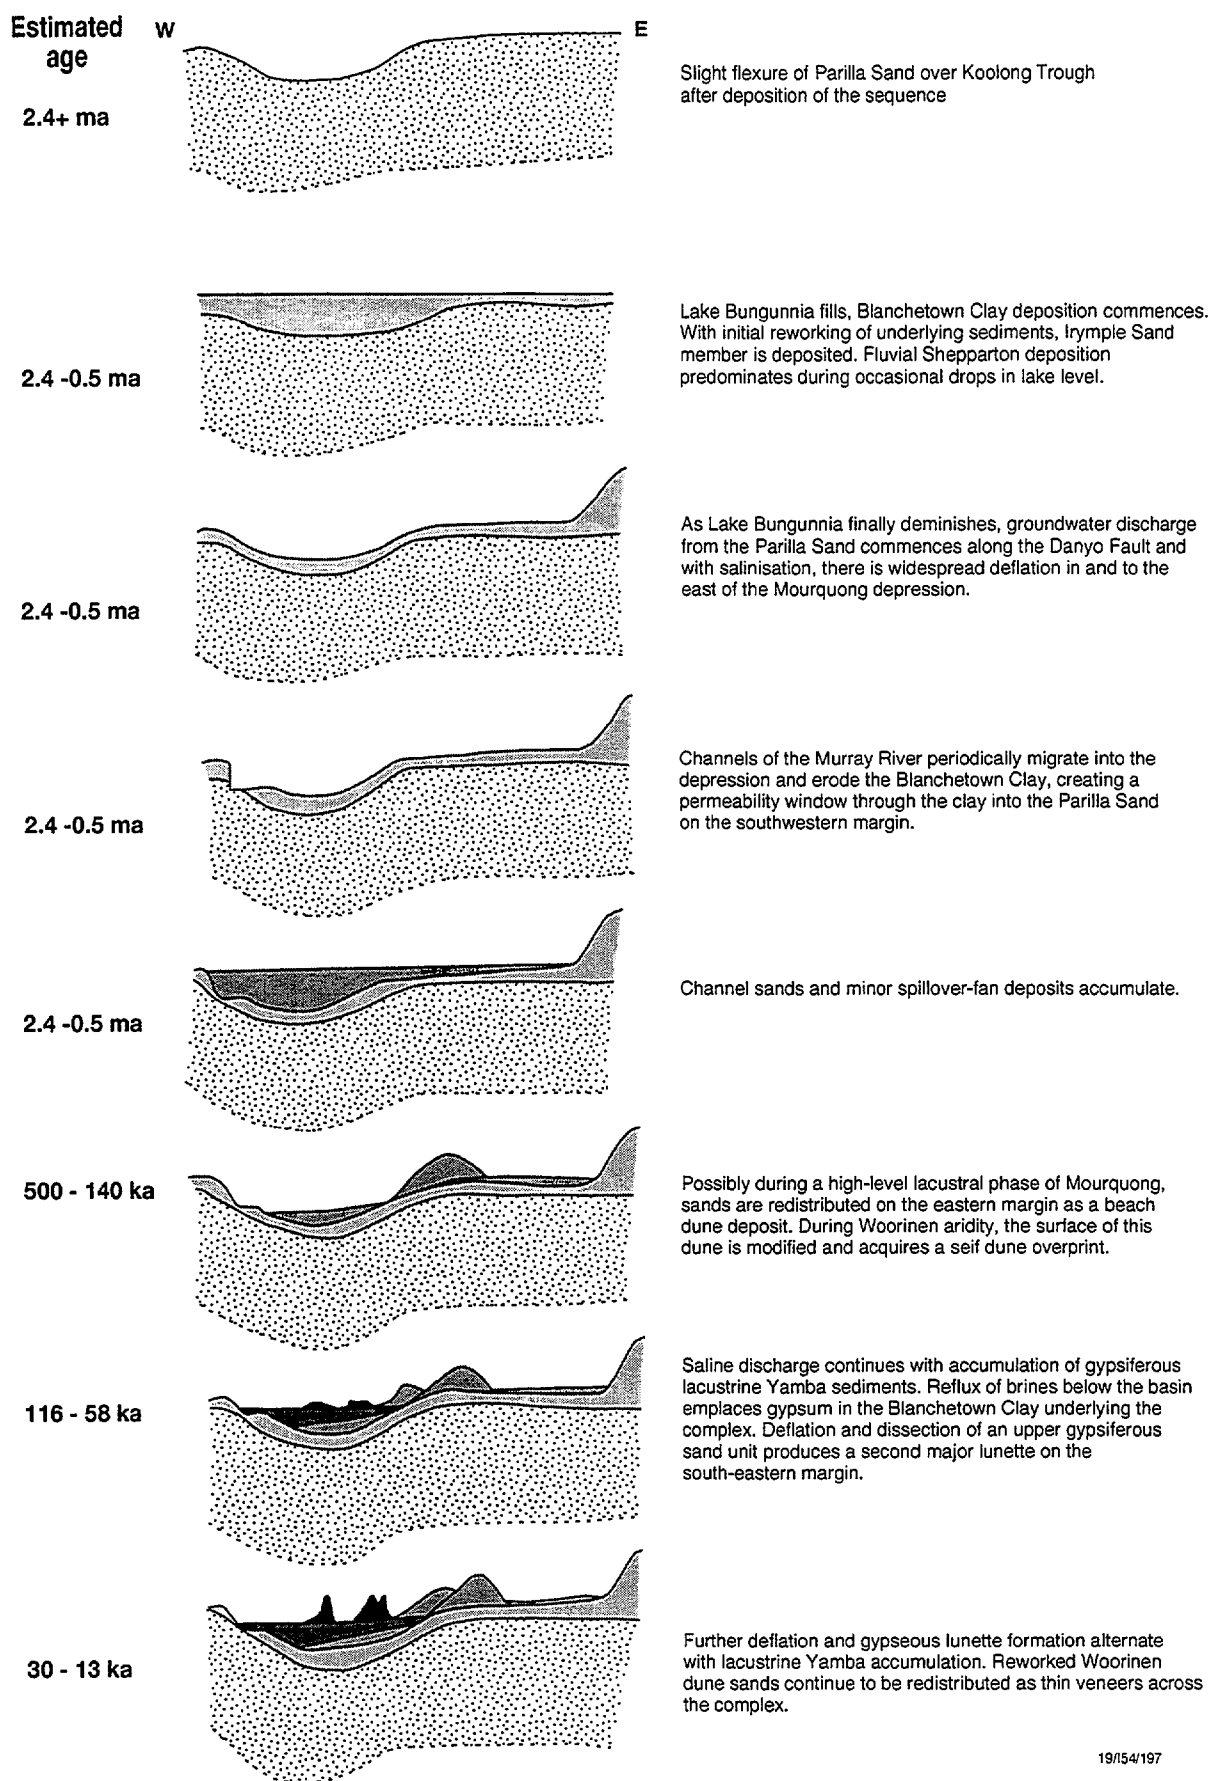 Estimated
age
W
E
2.4+ ma
Slight flexure of Parilla Sand over Koolong Trough
after deposition of the sequence
2.4 -0.5 ma
Lake Bungunnia fills, Blanchetown Clay deposition commences.
With initial reworking of underlying sediments, Irymple Sand
member is deposited. Fluvial Shepparton deposition
predominates during occasional drops in lake level.
2.4 -0.5 ma
As Lake Bungunnia finally deminishes, groundwater discharge
from the Parilla Sand commences along the Danyo Fault and
with salinisation, there is widespread deflation in and to the
east of the Mourquong depression.
2.4 -0.5 ma
Channels of the Murray River periodically migrate into the
depression and erode the Blanchetown Clay, creating a
permeability window through the clay into the Parilla Sand
on the southwestern margin.
2.4 -0.5 ma
Channel sands and minor spillover-fan deposits accumulate.
500 - 140 ka
Possibly during a high-level lacustral phase of Mourquong,
sands are redistributed on the eastern margin as a beach
dune deposit. During Woorinen aridity, the surface of this
dune is modified and acquires a seif dune overprint.
116 - 58 ka
Saline discharge continues with accumulation of gypsiferous
lacustrine Yamba sediments. Reflux of brines below the basin
emplaces gypsum in the Blanchetown Clay underlying the
complex. Deflation and dissection of an upper gypsiferous
sand unit produces a second major lunette on the
south-eastern margin.
30 - 13 ka
Further deflation and gypseous lunette formation alternate
with lacustrine Yamba accumulation. Reworked Woorinen
dune sands continue to be redistributed as thin veneers across
the complex.
19/I54/197